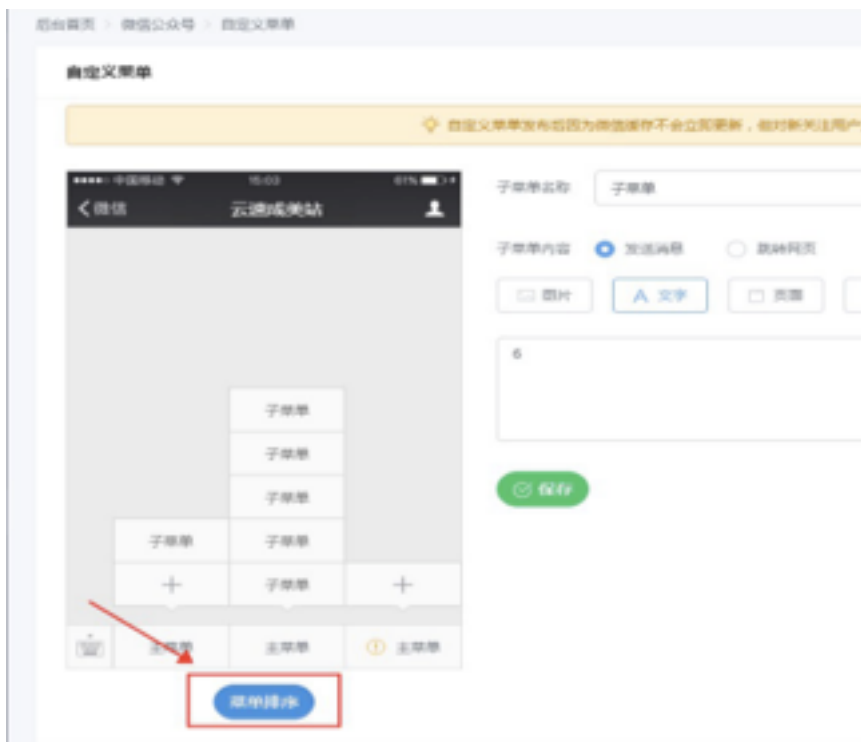 后台首页 > 微信公众号 > 自定义菜单
自定义菜单
自定义菜单发布后因为微信缓存不会立即更新，但对新关注用户
中国移动 15:03 61%
微信 云速成美站
子菜单名称 子菜单
子菜单内容 发送消息 跳转网页
图片 文字 页面
6
子菜单
子菜单
子菜单
保存
子菜单 子菜单
+ 子菜单 +
主菜单 主菜单 主菜单
菜单排序